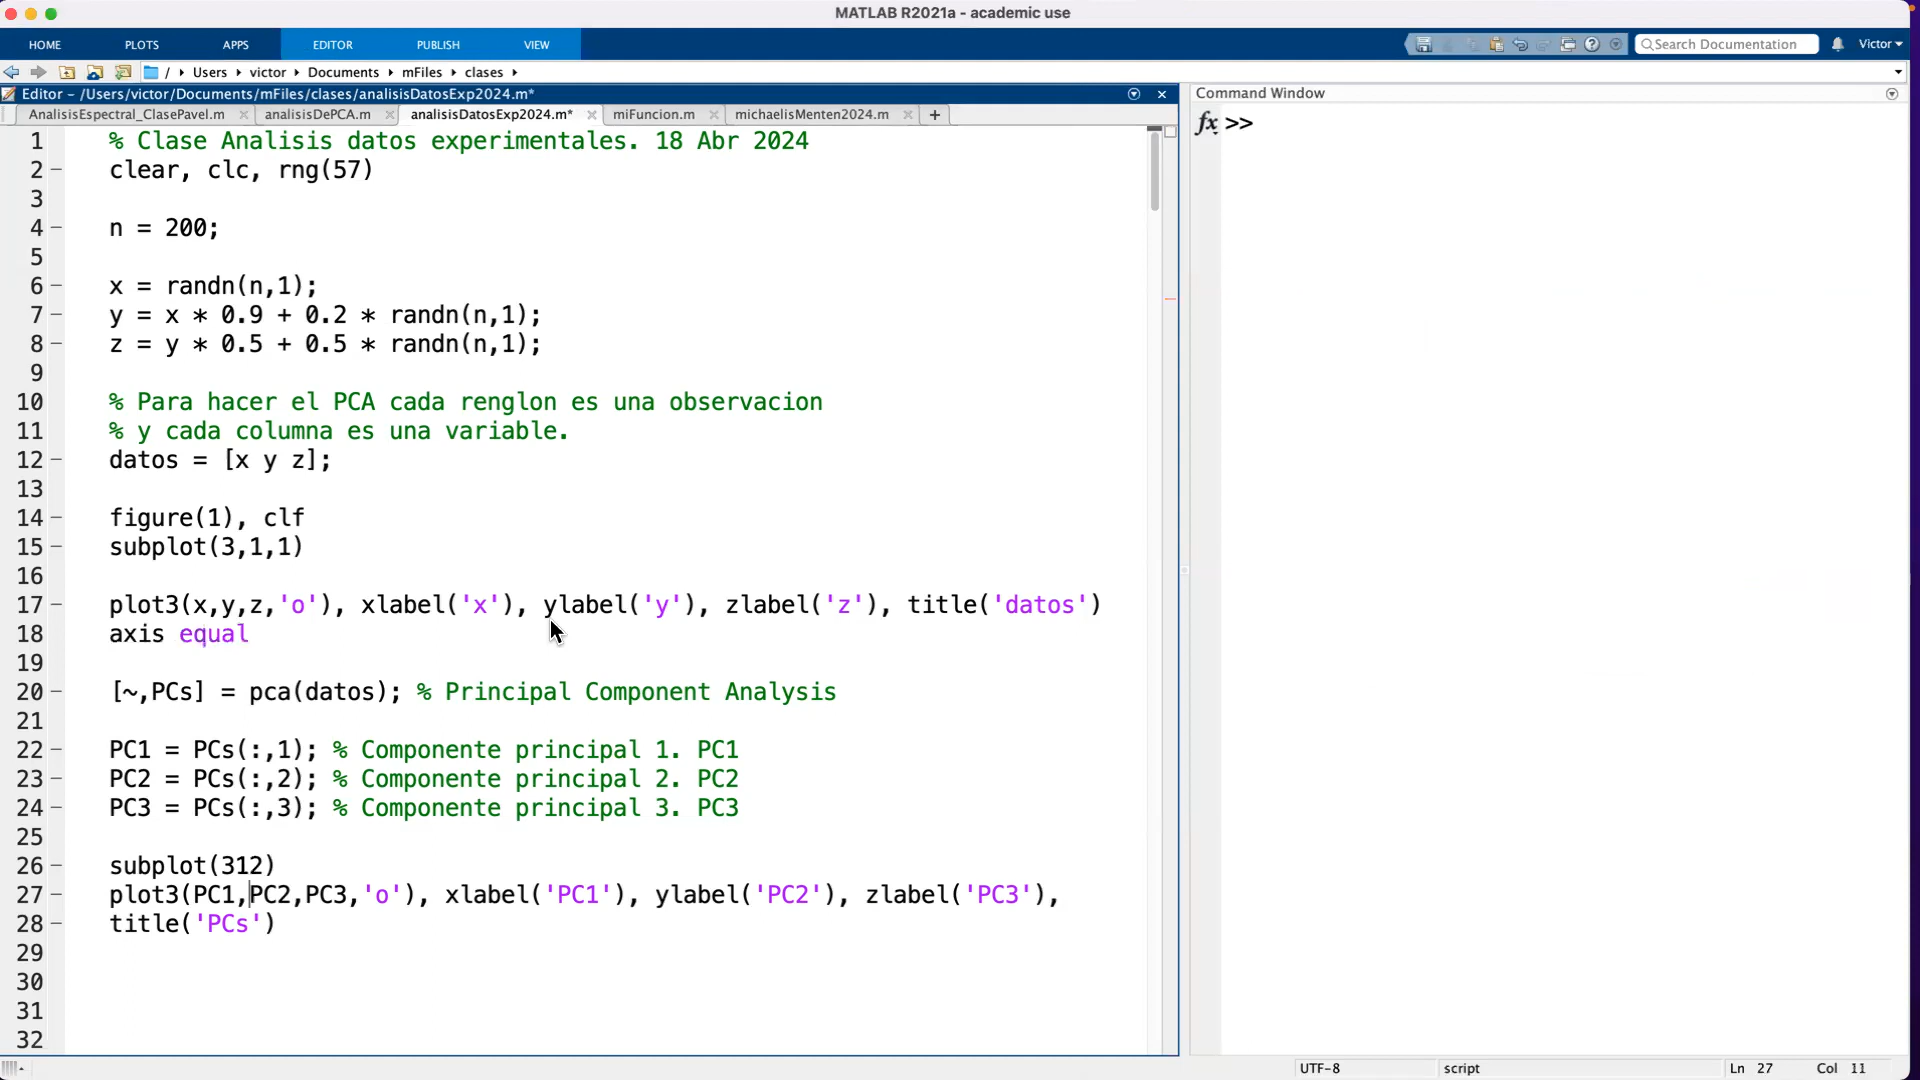 MATLAB R2021a - academic use
HOME PLOTS APPS EDITOR PUBLISH VIEW Search Documentation Victor
/ Users victor Documents mFiles clases
Editor - /Users/victor/Documents/mFiles/clases/analisisDatosExp2024.m*
Command Window
AnalisisEspectral_ClasePavel.m analisisDePCA.m analisisDatosExp2024.m* miFuncion.m michaelisMenten2024.m +
fx >>
1 % Clase Analisis datos experimentales. 18 Abr 2024
2 clear, clc, rng(57)
3
4 n = 200;
5
6 x = randn(n,1);
7 y = x * 0.9 + 0.2 * randn(n,1);
8 z = y * 0.5 + 0.5 * randn(n,1);
9
10 % Para hacer el PCA cada renglon es una observacion
11 % y cada columna es una variable.
12 datos = [x y z];
13
14 figure(1), clf
15 subplot(3,1,1)
16
17 plot3(x,y,z,'o'), xlabel('x'), ylabel('y'), zlabel('z'), title('datos')
18 axis equal
19
20 [~,PCs] = pca(datos); % Principal Component Analysis
21
22 PC1 = PCs(:,1); % Componente principal 1. PC1
23 PC2 = PCs(:,2); % Componente principal 2. PC2
24 PC3 = PCs(:,3); % Componente principal 3. PC3
25
26 subplot(312)
27 plot3(PC1,PC2,PC3,'o'), xlabel('PC1'), ylabel('PC2'), zlabel('PC3'),
28 title('PCs')
29
30
31
32
UTF-8 script Ln 27 Col 11